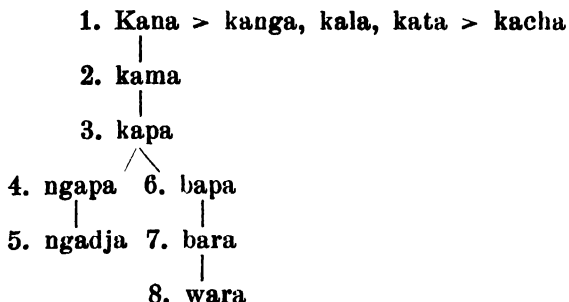 1. Kana > kanga, kala, kata > kacha
2. kama
3. kapa
4. ngapa 6. bapa
5. ngadja 7. bara
8. wara